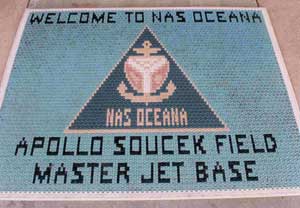 WELCOME TO NAS OCEANA
NAS OCEANA
APOLLO SOUCEK FIELD
MASTER JET BASE